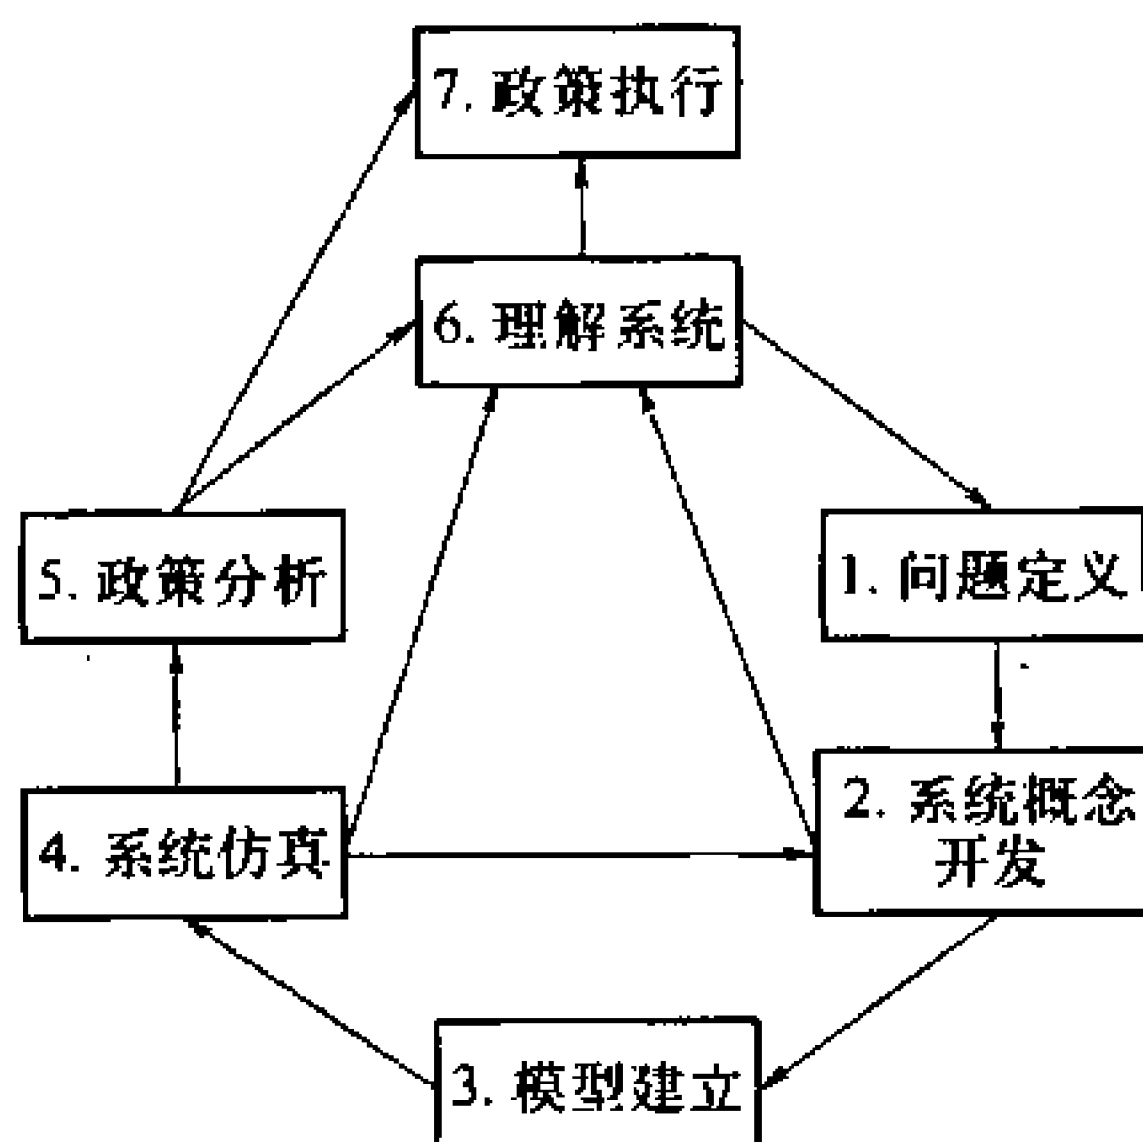 7. 政策执行
6. 理解系统
5. 政策分析
1. 问题定义
4. 系统仿真
2. 系统概念
开发
3. 模型建立